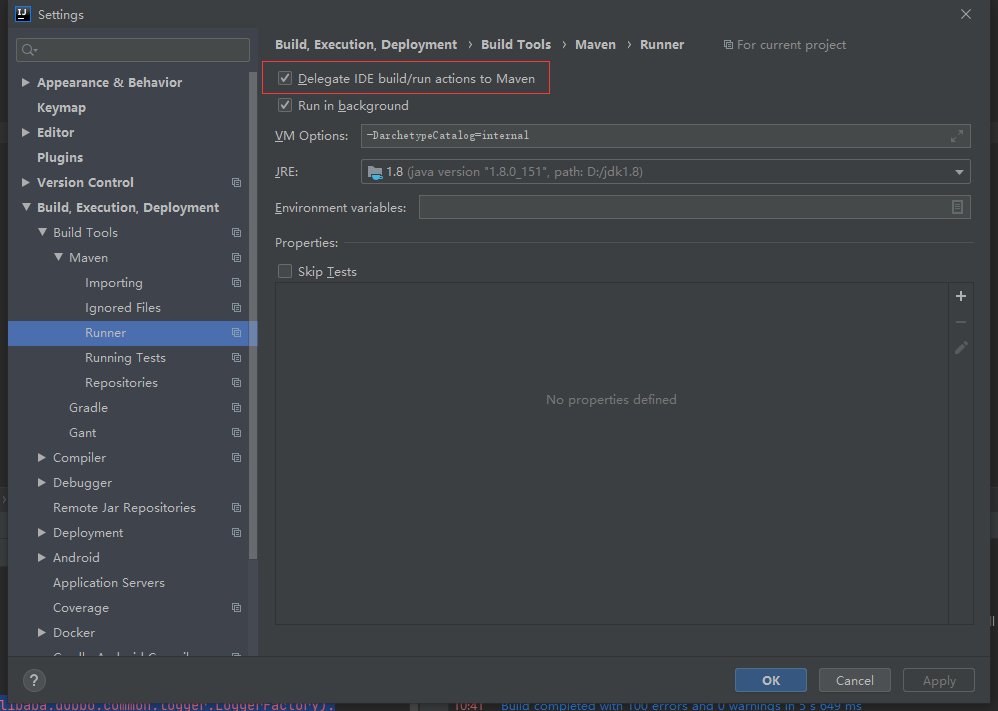 Settings
Build, Execution, Deployment › Build Tools › Maven › Runner For current project
Appearance & Behavior
Keymap
Editor
Plugins
Version Control
Build, Execution, Deployment
Build Tools
Maven
Importing
Ignored Files
Runner
Running Tests
Repositories
Gradle
Gant
Compiler
Debugger
Remote Jar Repositories
Deployment
Android
Application Servers
Coverage
Docker
Delegate IDE build/run actions to Maven
Run in background
VM Options: -DarchetypeCatalog=internal
JRE: 1.8 (java version "1.8.0_151", path: D:/jdk1.8)
Environment variables:
Properties:
Skip Tests
No properties defined
? OK Cancel Apply
libaba.dubbo.common.logger.LoggerFactory). 10:41 Build completed with 100 errors and 0 warnings in 5 s 649 ms